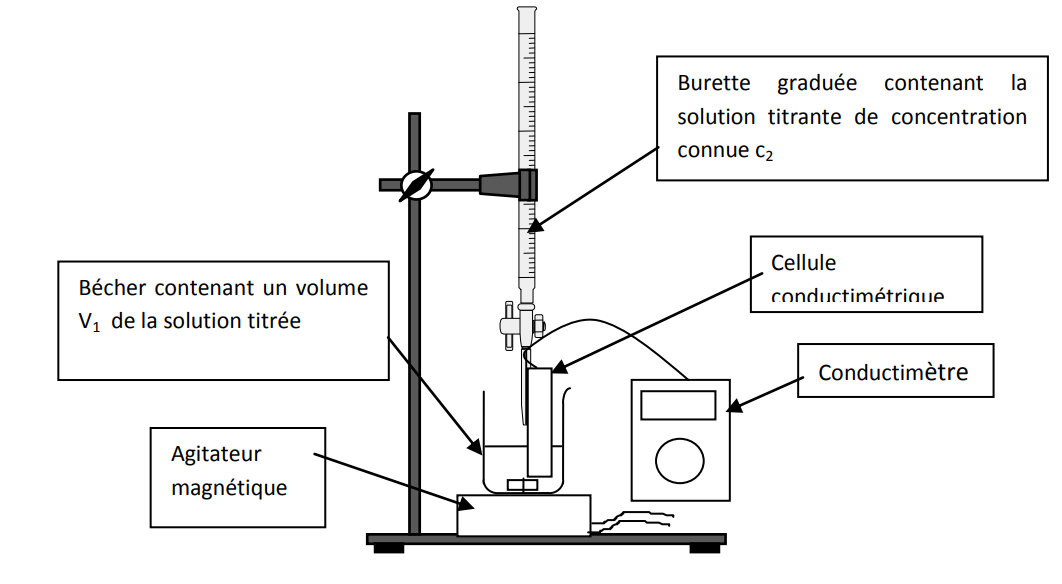 Burette graduée contenant la
solution titrante de concentration
connue c₂
Cellule
conductimétrique
Bécher contenant un volume
V₁ de la solution titrée
Conductimètre
Agitateur
magnétique